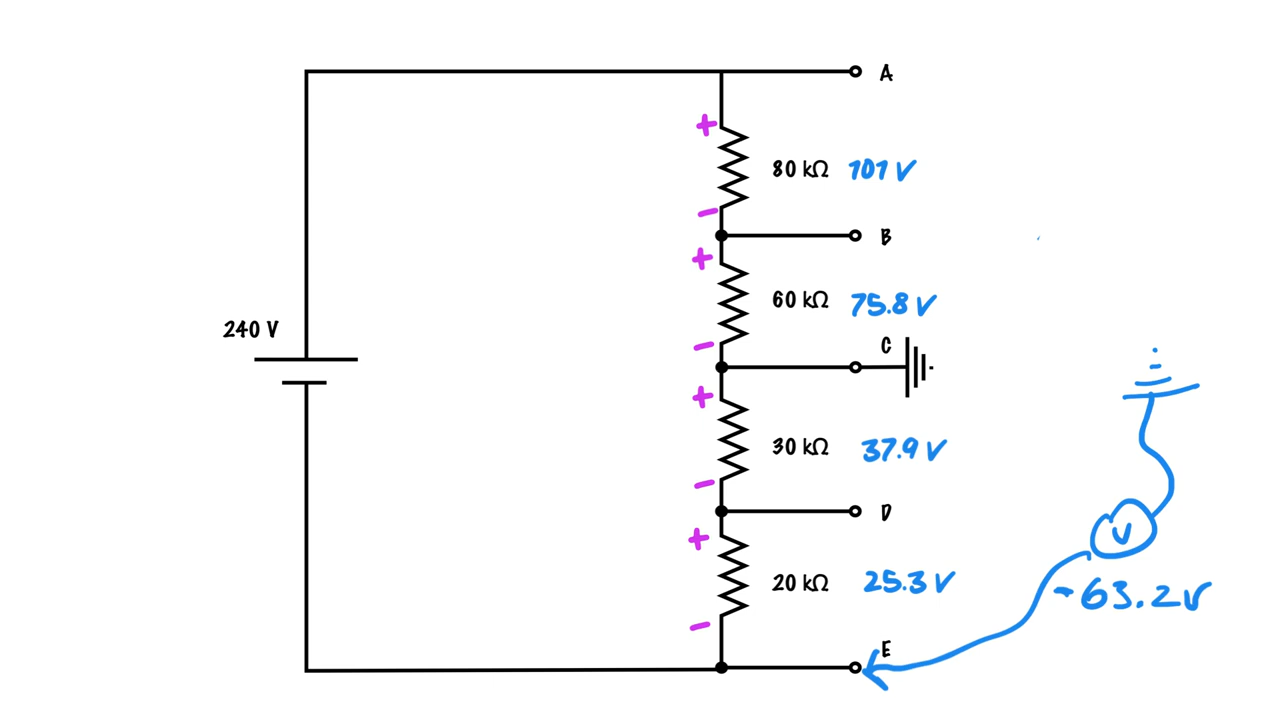 A
+
80 kΩ 101 V
−
B
+
60 kΩ 75.8 V
240 V
−
C
+
30 kΩ 37.9 V
−
D
+
V
20 kΩ 25.3 V
-63.2V
−
E